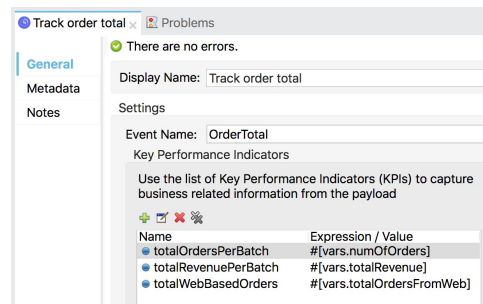 Track order total
Problems
There are no errors.
General
Metadata
Notes
Display Name: Track order total
Settings
Event Name: OrderTotal
Key Performance Indicators
Use the list of Key Performance Indicators (KPIs) to capture
business related information from the payload
Name Expression / Value
totalOrdersPerBatch #[vars.numOfOrders]
totalRevenuePerBatch #[vars.totalRevenue]
totalWebBasedOrders #[vars.totalOrdersFromWeb]